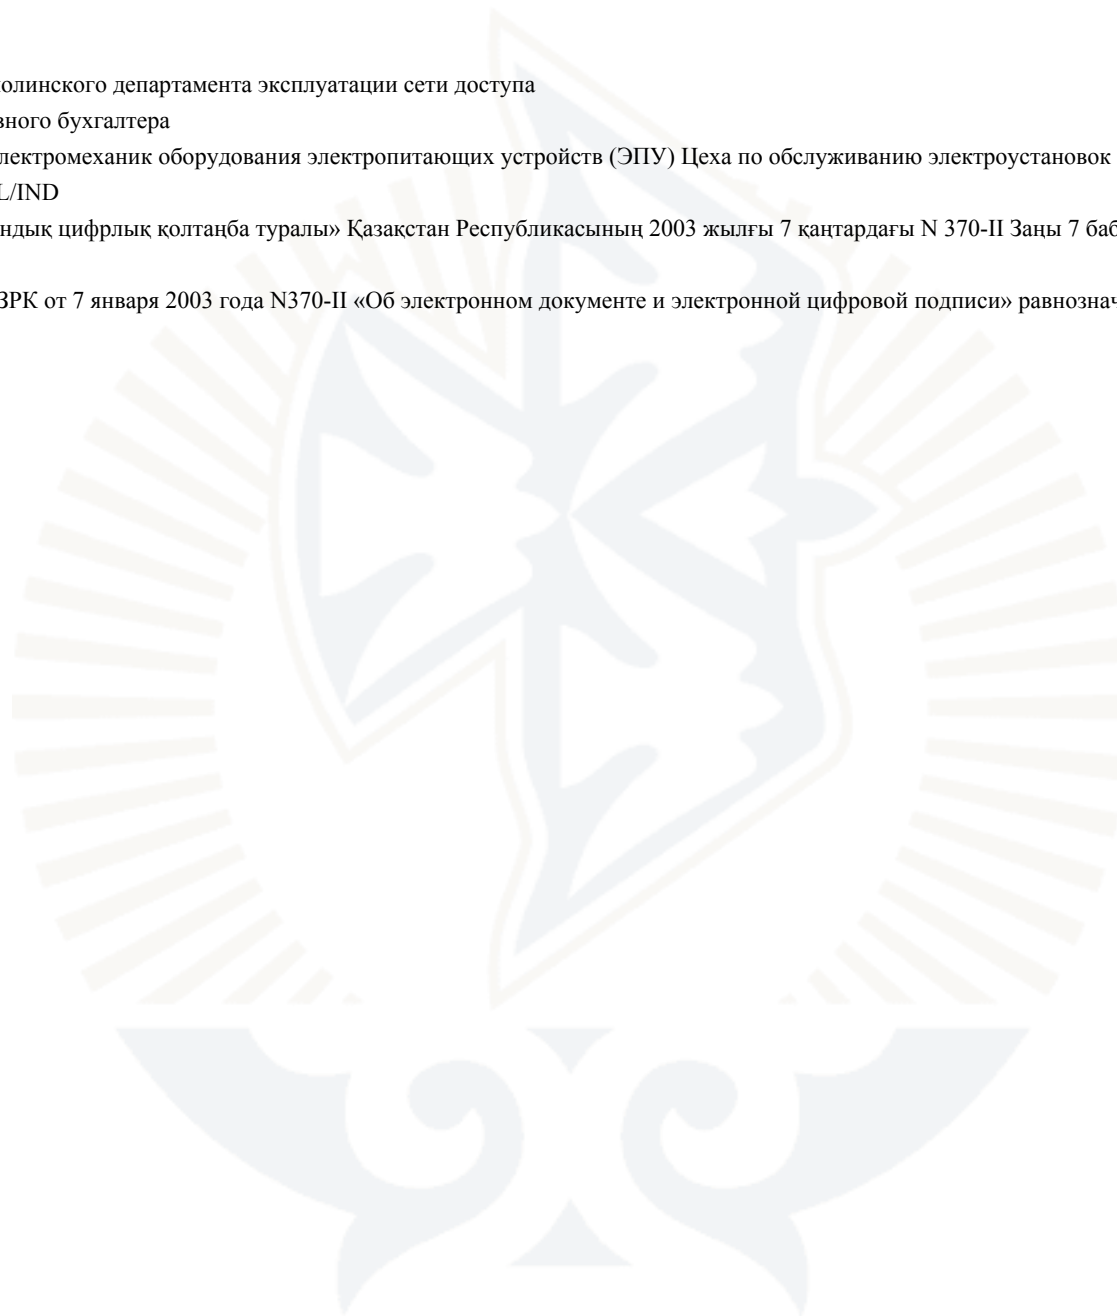 олинского департамента эксплуатации сети доступа
вного бухгалтера
лектромеханик оборудования электропитающих устройств (ЭПУ) Цеха по обслуживанию электроустановок
L/IND
ндық цифрлық қолтаңба туралы» Қазақстан Республикасының 2003 жылғы 7 қаңтардағы N 370-II Заңы 7 баб
ЗРК от 7 января 2003 года N370-II «Об электронном документе и электронной цифровой подписи» равнознач